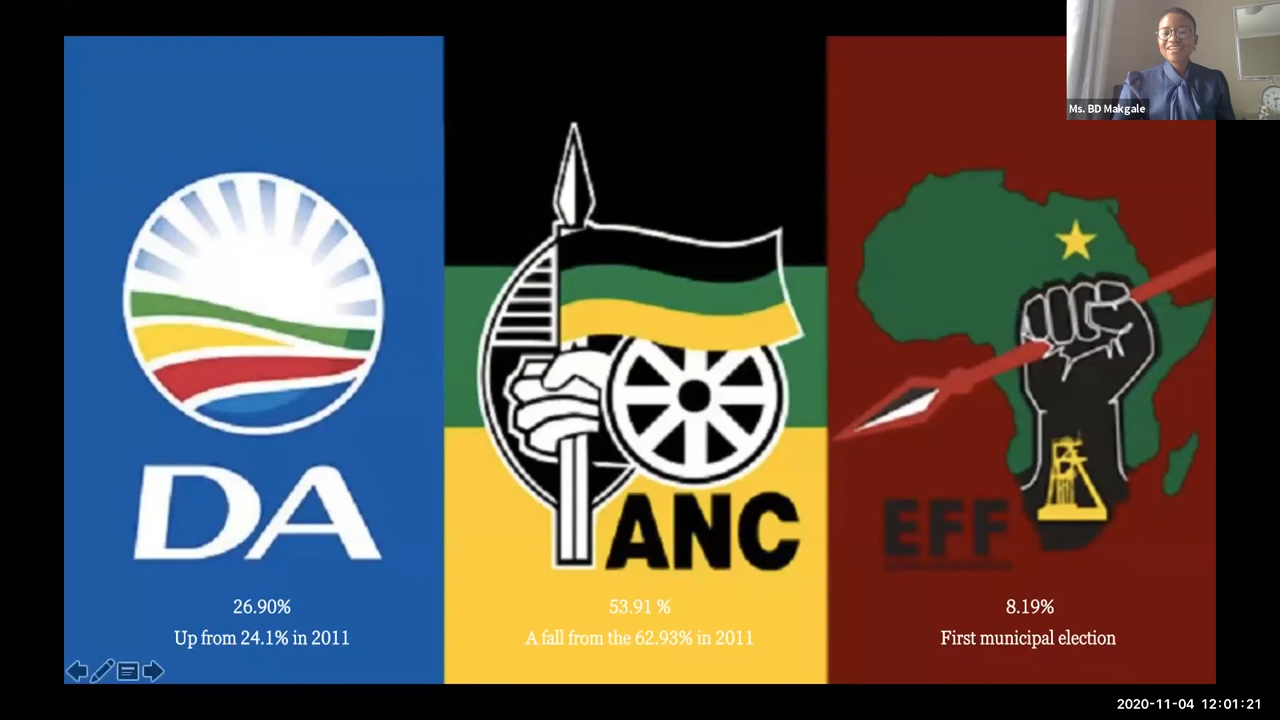 Ms. BD Makgale
DA
ANC
EFF
26.90%
Up from 24.1% in 2011
53.91 %
A fall from the 62.93% in 2011
8.19%
First municipal election
2020-11-04 12:01:21